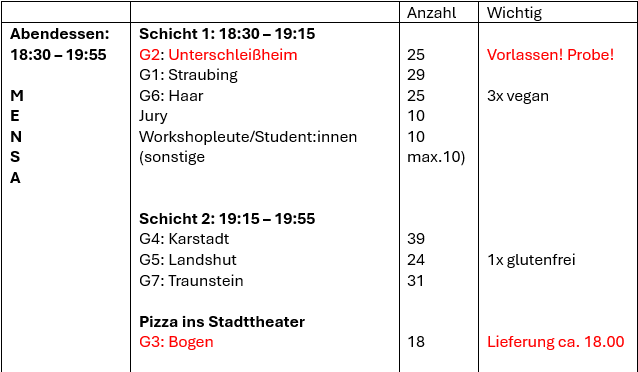 Anzahl Wichtig
Abendessen: Schicht 1: 18:30 – 19:15
18:30 – 19:55 G2: Unterschleißheim 25 Vorlassen! Probe!
G1: Straubing 29
M G6: Haar 25 3x vegan
E Jury 10
N Workshopleute/Student:innen 10
S (sonstige max.10)
A
Schicht 2: 19:15 – 19:55
G4: Karstadt 39
G5: Landshut 24 1x glutenfrei
G7: Traunstein 31
Pizza ins Stadttheater
G3: Bogen 18 Lieferung ca. 18.00